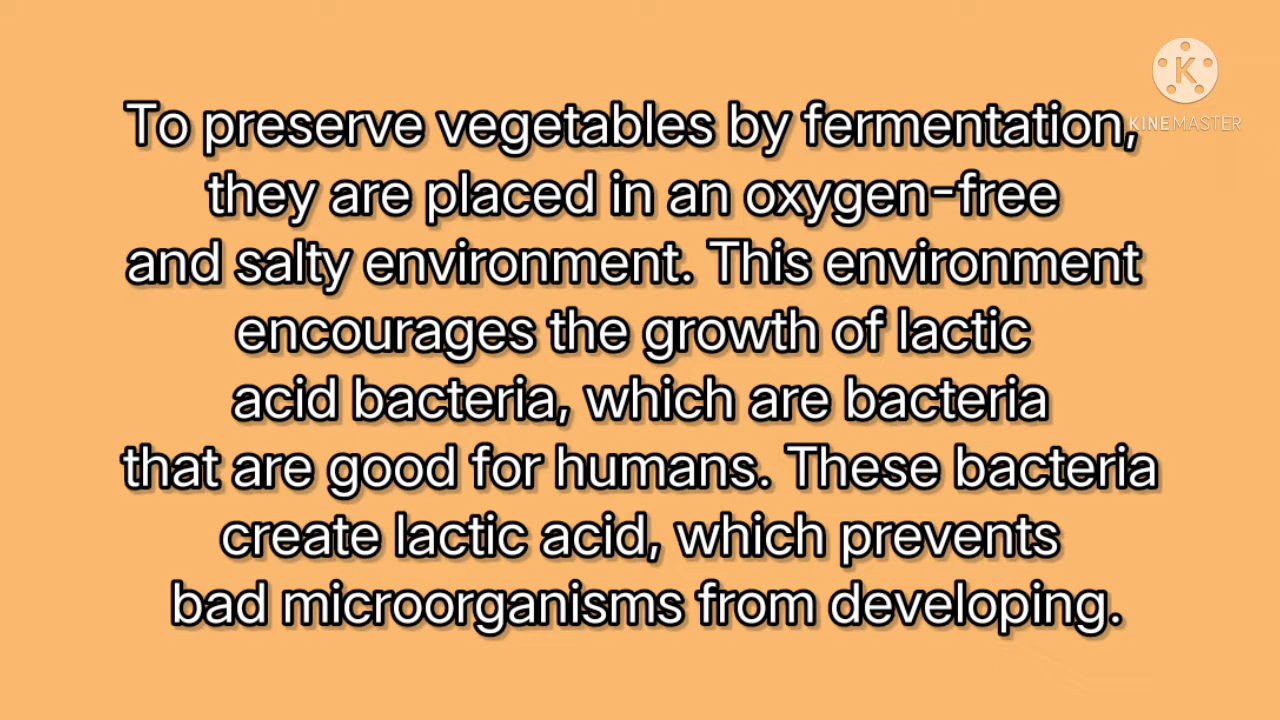 K
KINEMASTER
To preserve vegetables by fermentation,
they are placed in an oxygen-free
and salty environment. This environment
encourages the growth of lactic
acid bacteria, which are bacteria
that are good for humans. These bacteria
create lactic acid, which prevents
bad microorganisms from developing.